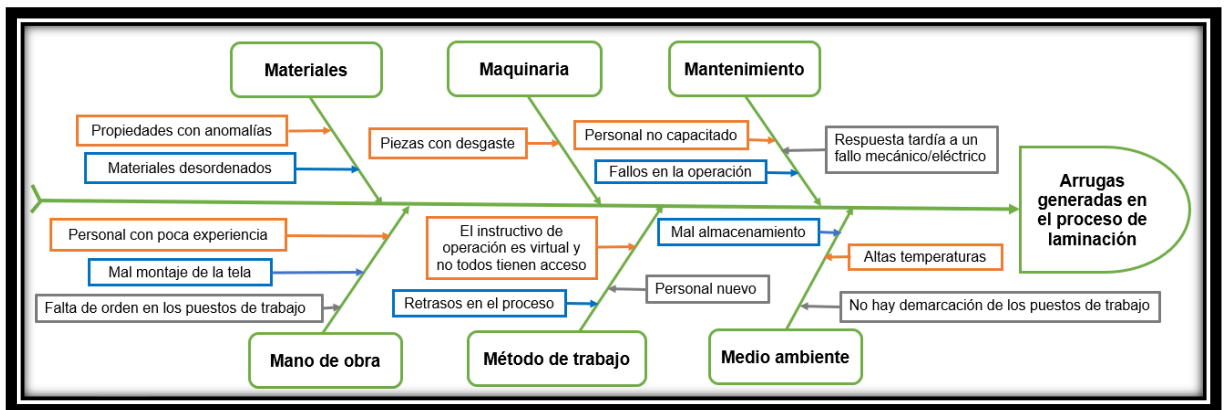 Materiales
Maquinaria
Mantenimiento
Propiedades con anomalías
Materiales desordenados
Piezas con desgaste
Personal no capacitado
Fallos en la operación
Respuesta tardía a un
fallo mecánico/eléctrico
Arrugas
generadas en
el proceso de
laminación
Personal con poca experiencia
Mal montaje de la tela
Falta de orden en los puestos de trabajo
El instructivo de
operación es virtual y
no todos tienen acceso
Retrasos en el proceso
Personal nuevo
Mal almacenamiento
Altas temperaturas
No hay demarcación de los puestos de trabajo
Mano de obra
Método de trabajo
Medio ambiente